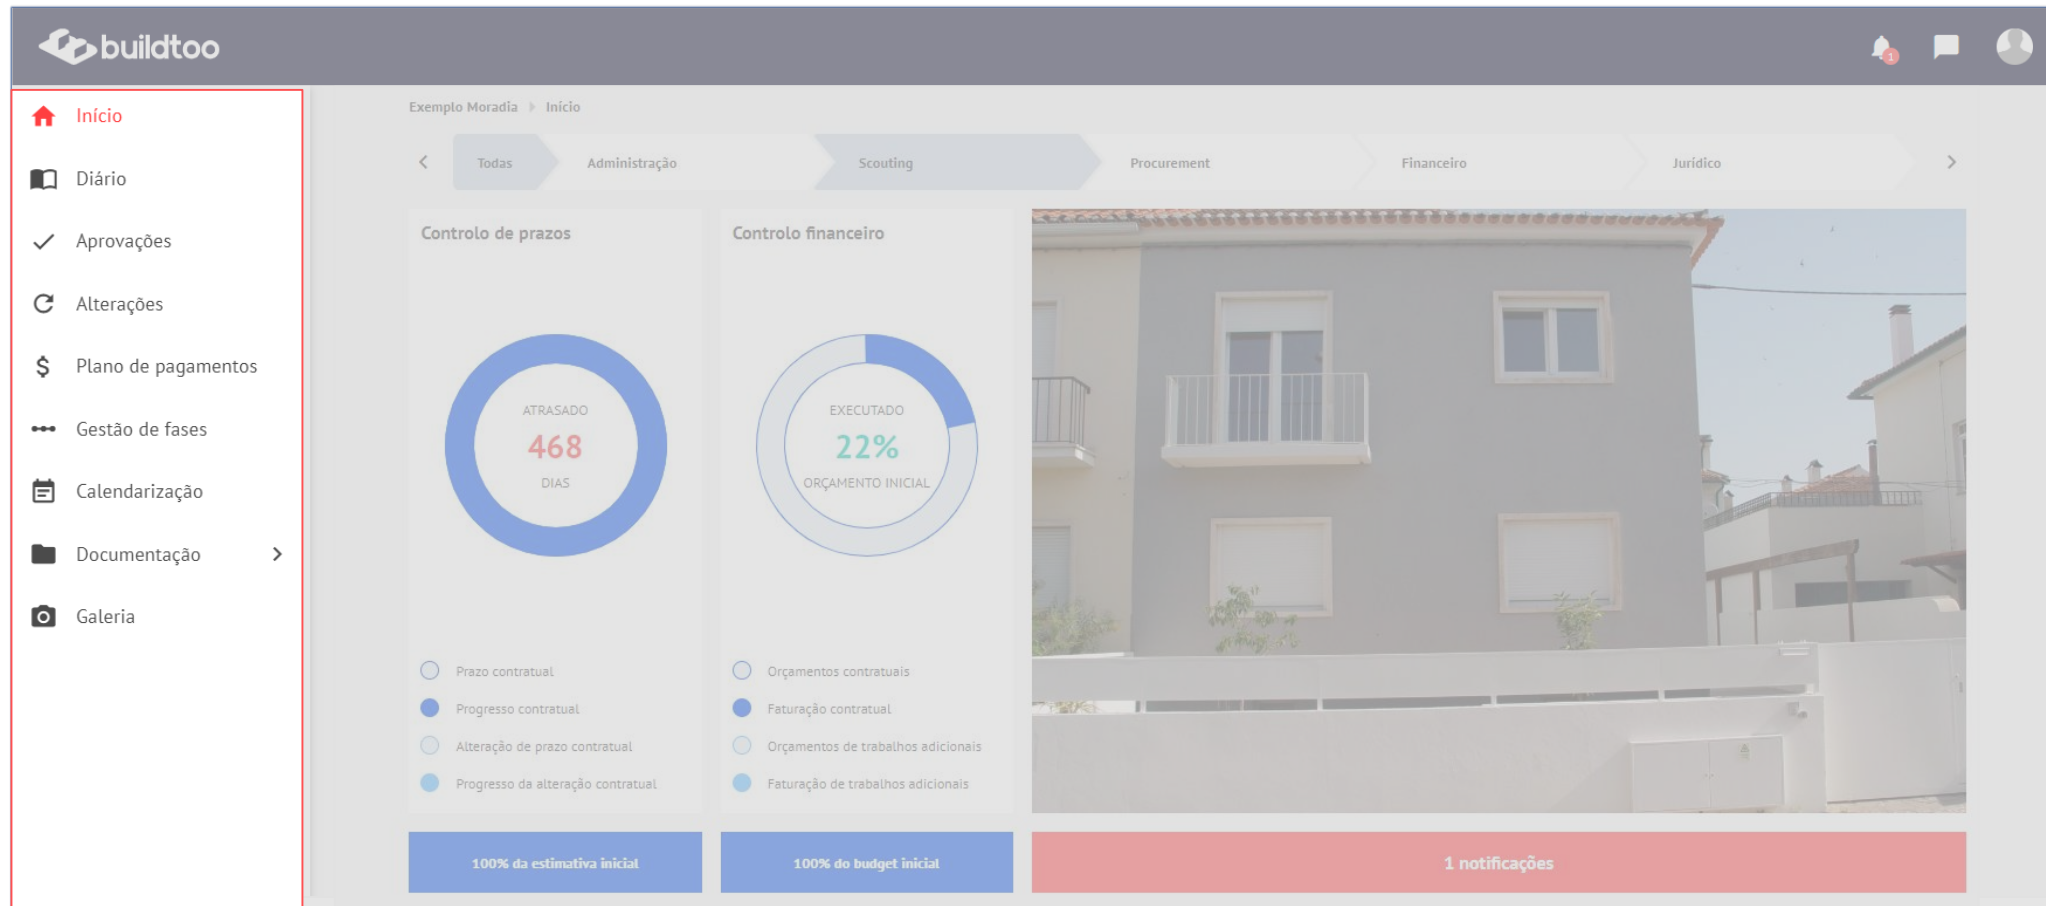 buildtoo
1
Início
Diário
Aprovações
Alterações
Plano de pagamentos
Gestão de fases
Calendarização
Documentação
Galeria
Exemplo Moradia Início
Todas Administração Scouting Procurement Financeiro Jurídico
Controlo de prazos
ATRASADO
468
DIAS
Prazo contratual
Progresso contratual
Alteração de prazo contratual
Progresso da alteração contratual
100% da estimativa inicial
Controlo financeiro
EXECUTADO
22%
ORÇAMENTO INICIAL
Orçamentos contratuais
Faturação contratual
Orçamentos de trabalhos adicionais
Faturação de trabalhos adicionais
100% do budget inicial
1 notificações